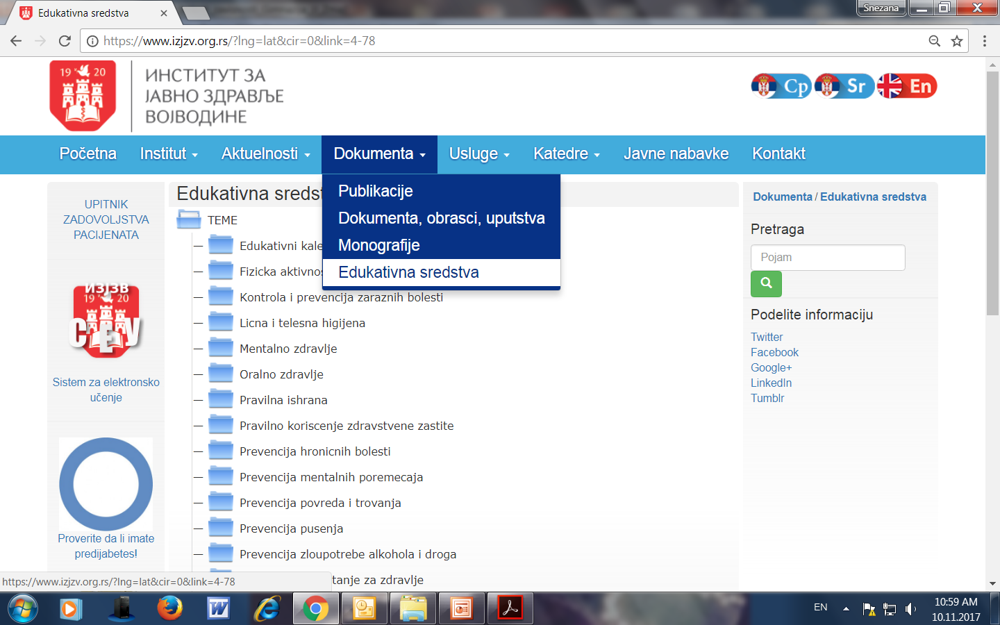 Edukativna sredstva
Snezana
https://www.izjzv.org.rs/?lng=lat&cir=0&link=4-78
19 20
ИНСТИТУТ ЗА
ЈАВНО ЗДРАВЉЕ
ВОЈВОДИНЕ
Ср Sr En
Početna Institut Aktuelnosti Dokumenta Usluge Katedre Javne nabavke Kontakt
Publikacije
Dokumenta, obrasci, uputstva
Monografije
Edukativna sredstva
UPITNIK
ZADOVOLJSTVA
PACIJENATA
ИЗЈЗВ
19 20
СЕУ
Sistem za elektronsko
učenje
Proverite da li imate
predijabetes!
Edukativna sredst
TEME
Edukativni kale
Fizicka aktivnos
Kontrola i prevencija zaraznih bolesti
Licna i telesna higijena
Mentalno zdravlje
Oralno zdravlje
Pravilna ishrana
Pravilno koriscenje zdravstvene zastite
Prevencija hronicnih bolesti
Prevencija mentalnih poremecaja
Prevencija povreda i trovanja
Prevencija pusenja
Prevencija zloupotrebe alkohola i droga
tanje za zdravlje
Dokumenta / Edukativna sredstva
Pretraga
Pojam
Podelite informaciju
Twitter
Facebook
Google+
LinkedIn
Tumblr
https://www.izjzv.org.rs/?lng=lat&cir=0&link=4-78
EN
10:59 AM
10.11.2017